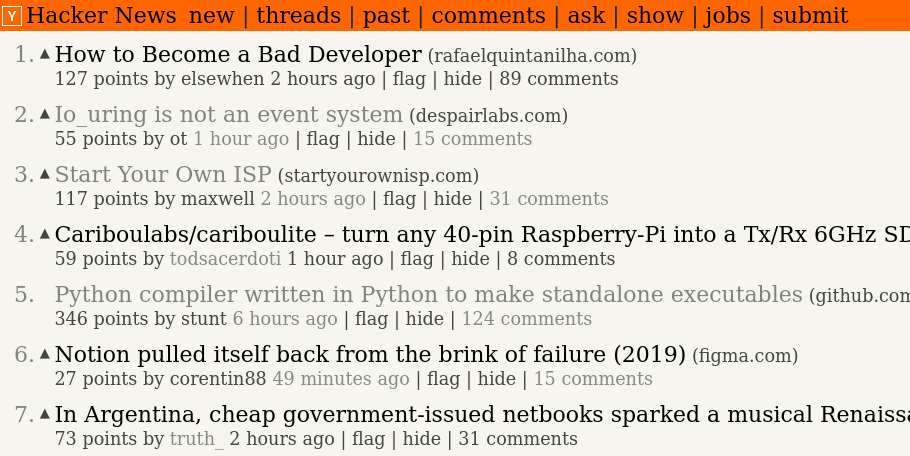 Y Hacker News new | threads | past | comments | ask | show | jobs | submit
1. ▲ How to Become a Bad Developer (rafaelquintanilha.com)
127 points by elsewhen 2 hours ago | flag | hide | 89 comments
2. ▲ Io_uring is not an event system (despairlabs.com)
55 points by ot 1 hour ago | flag | hide | 15 comments
3. ▲ Start Your Own ISP (startyourownisp.com)
117 points by maxwell 2 hours ago | flag | hide | 31 comments
4. ▲ Cariboulabs/cariboulite – turn any 40-pin Raspberry-Pi into a Tx/Rx 6GHz SD
59 points by todsacerdoti 1 hour ago | flag | hide | 8 comments
5. Python compiler written in Python to make standalone executables (github.com
346 points by stunt 6 hours ago | flag | hide | 124 comments
6. ▲ Notion pulled itself back from the brink of failure (2019) (figma.com)
27 points by corentin88 49 minutes ago | flag | hide | 15 comments
7. ▲ In Argentina, cheap government-issued netbooks sparked a musical Renaissa
73 points by truth_ 2 hours ago | flag | hide | 31 comments